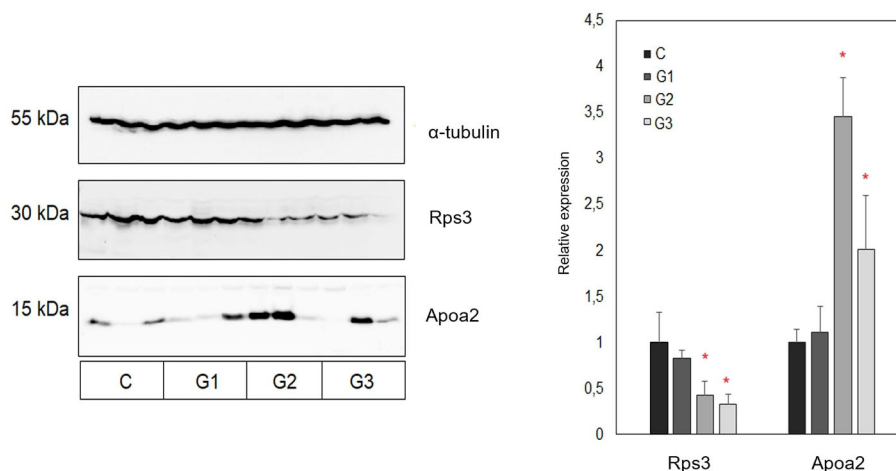 55 kDa
α-tubulin
30 kDa
Rps3
15 kDa
Apoa2
C G1 G2 G3
4,5
4
3,5
3
2,5
2
1,5
1
0,5
0
Relative expression
C
G1
G2
G3
*
*
*
*
Rps3 Apoa2